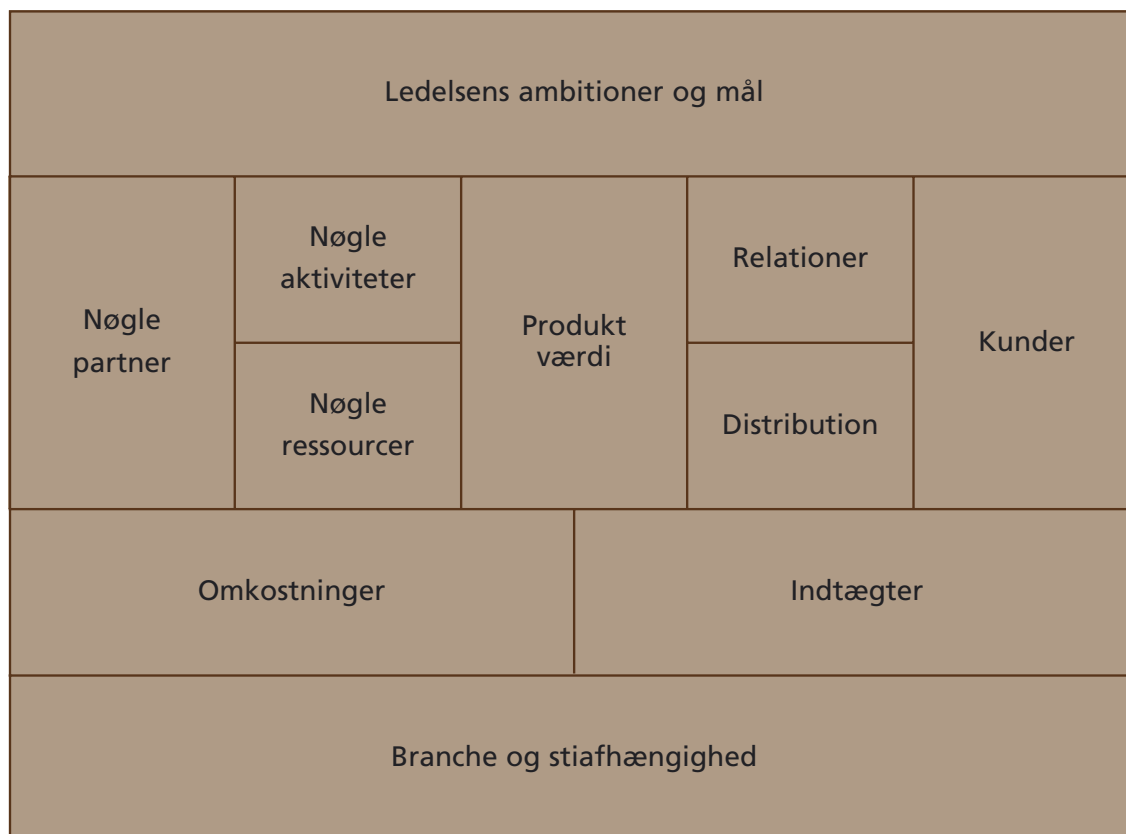 Ledelsens ambitioner og mål
Nøgle
partner
Nøgle
aktiviteter
Nøgle
ressourcer
Produkt
værdi
Relationer
Distribution
Kunder
Omkostninger
Indtægter
Branche og stiafhængighed